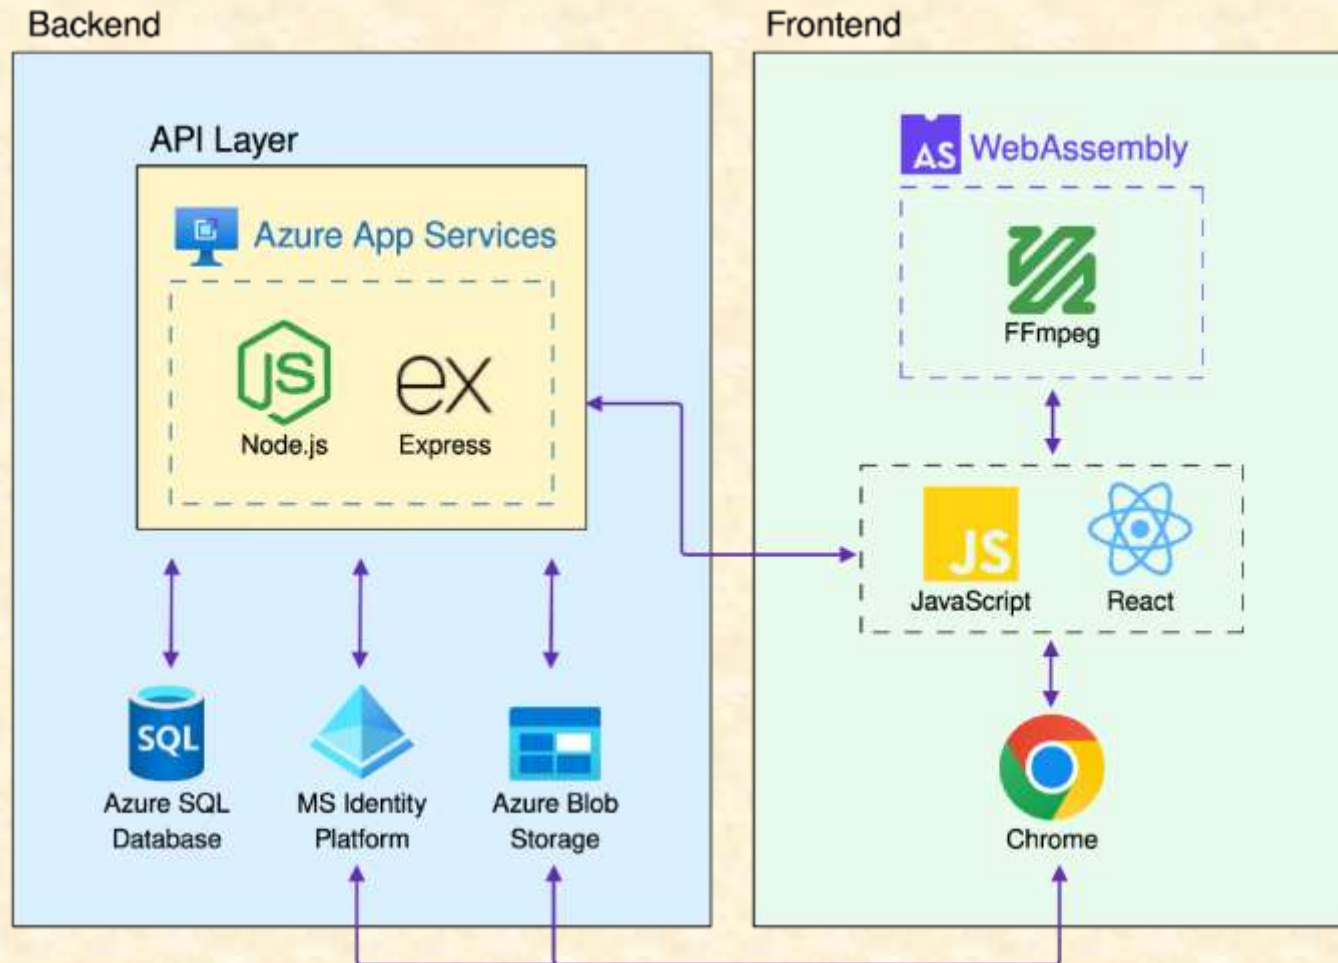 Backend
Frontend
API Layer
AS WebAssembly
Azure App Services
FFmpeg
JS
ex
Node.js
Express
JS
JavaScript
React
SQL
Azure SQL
Database
MS Identity
Platform
Azure Blob
Storage
Chrome